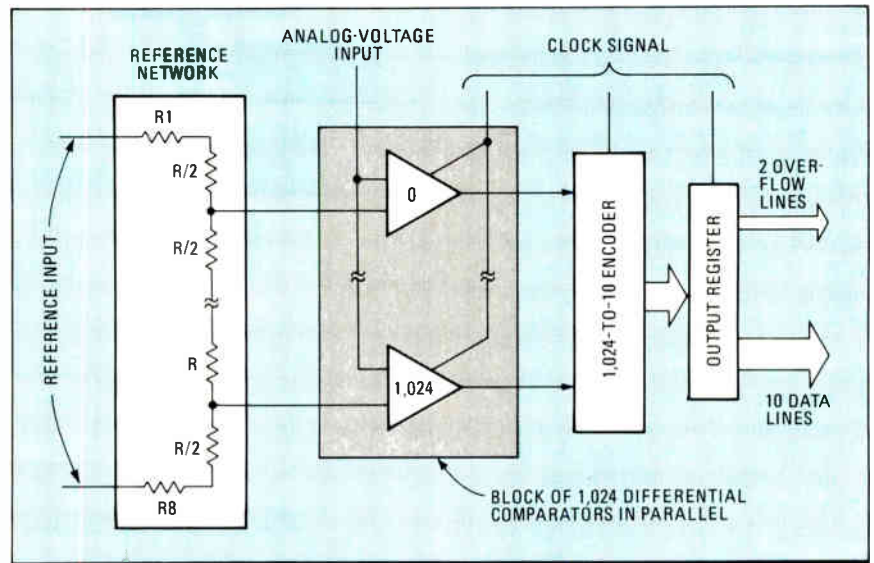 REFERENCE
NETWORK
ANALOG-VOLTAGE
INPUT
CLOCK SIGNAL
REFERENCE INPUT
R1
R/2
R/2
R
R/2
R8
0
1,024
1,024-TO-10 ENCODER
OUTPUT REGISTER
2 OVER-
FLOW
LINES
10 DATA
LINES
BLOCK OF 1,024 DIFFERENTIAL
COMPARATORS IN PARALLEL